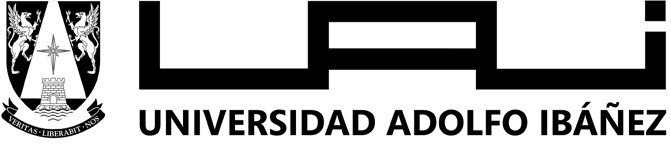 VERITAS · LIBERABIT · NOS
UAI
UNIVERSIDAD ADOLFO IBÁÑEZ